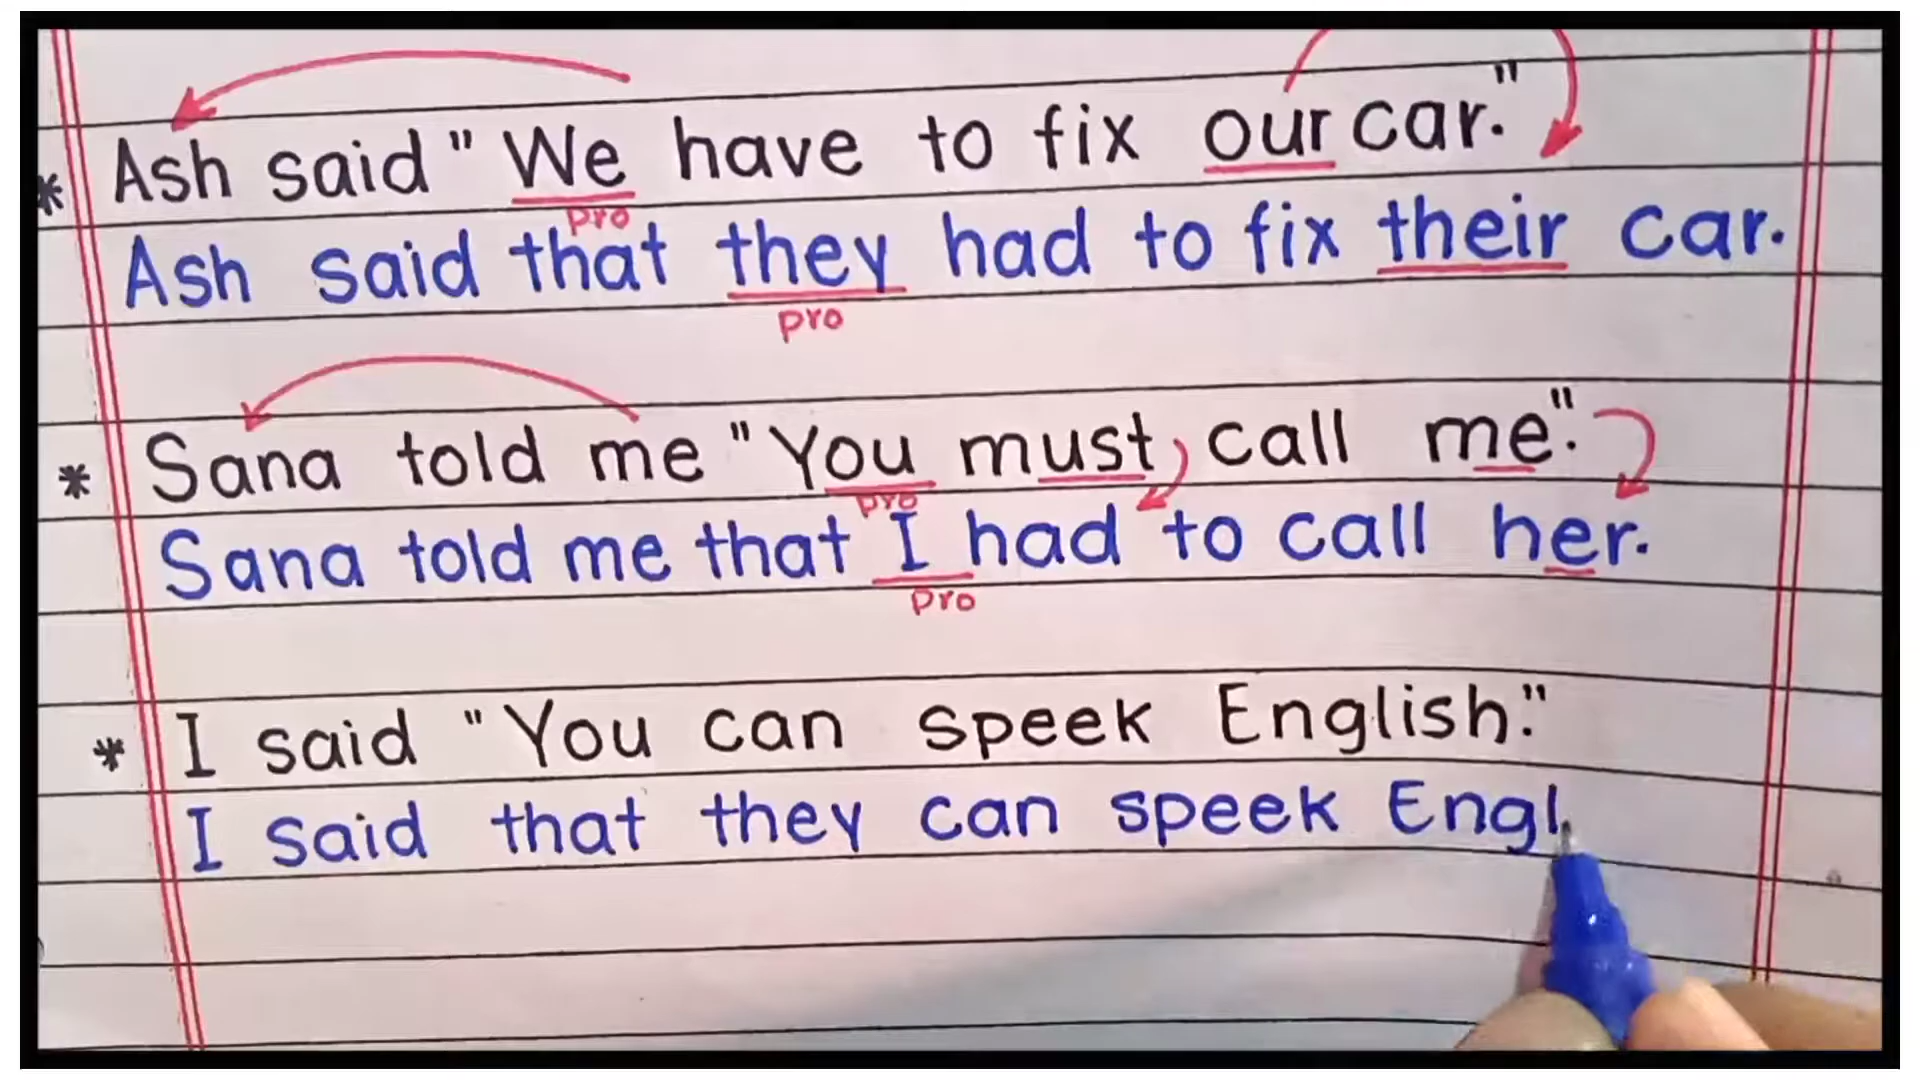 * Ash said "We have to fix our car."
pro
Ash said that they had to fix their car.
pro
* Sana told me "You must call me."
pro
Sana told me that I had to call her.
pro
* I said "You can speek English."
I said that they can speek Engl